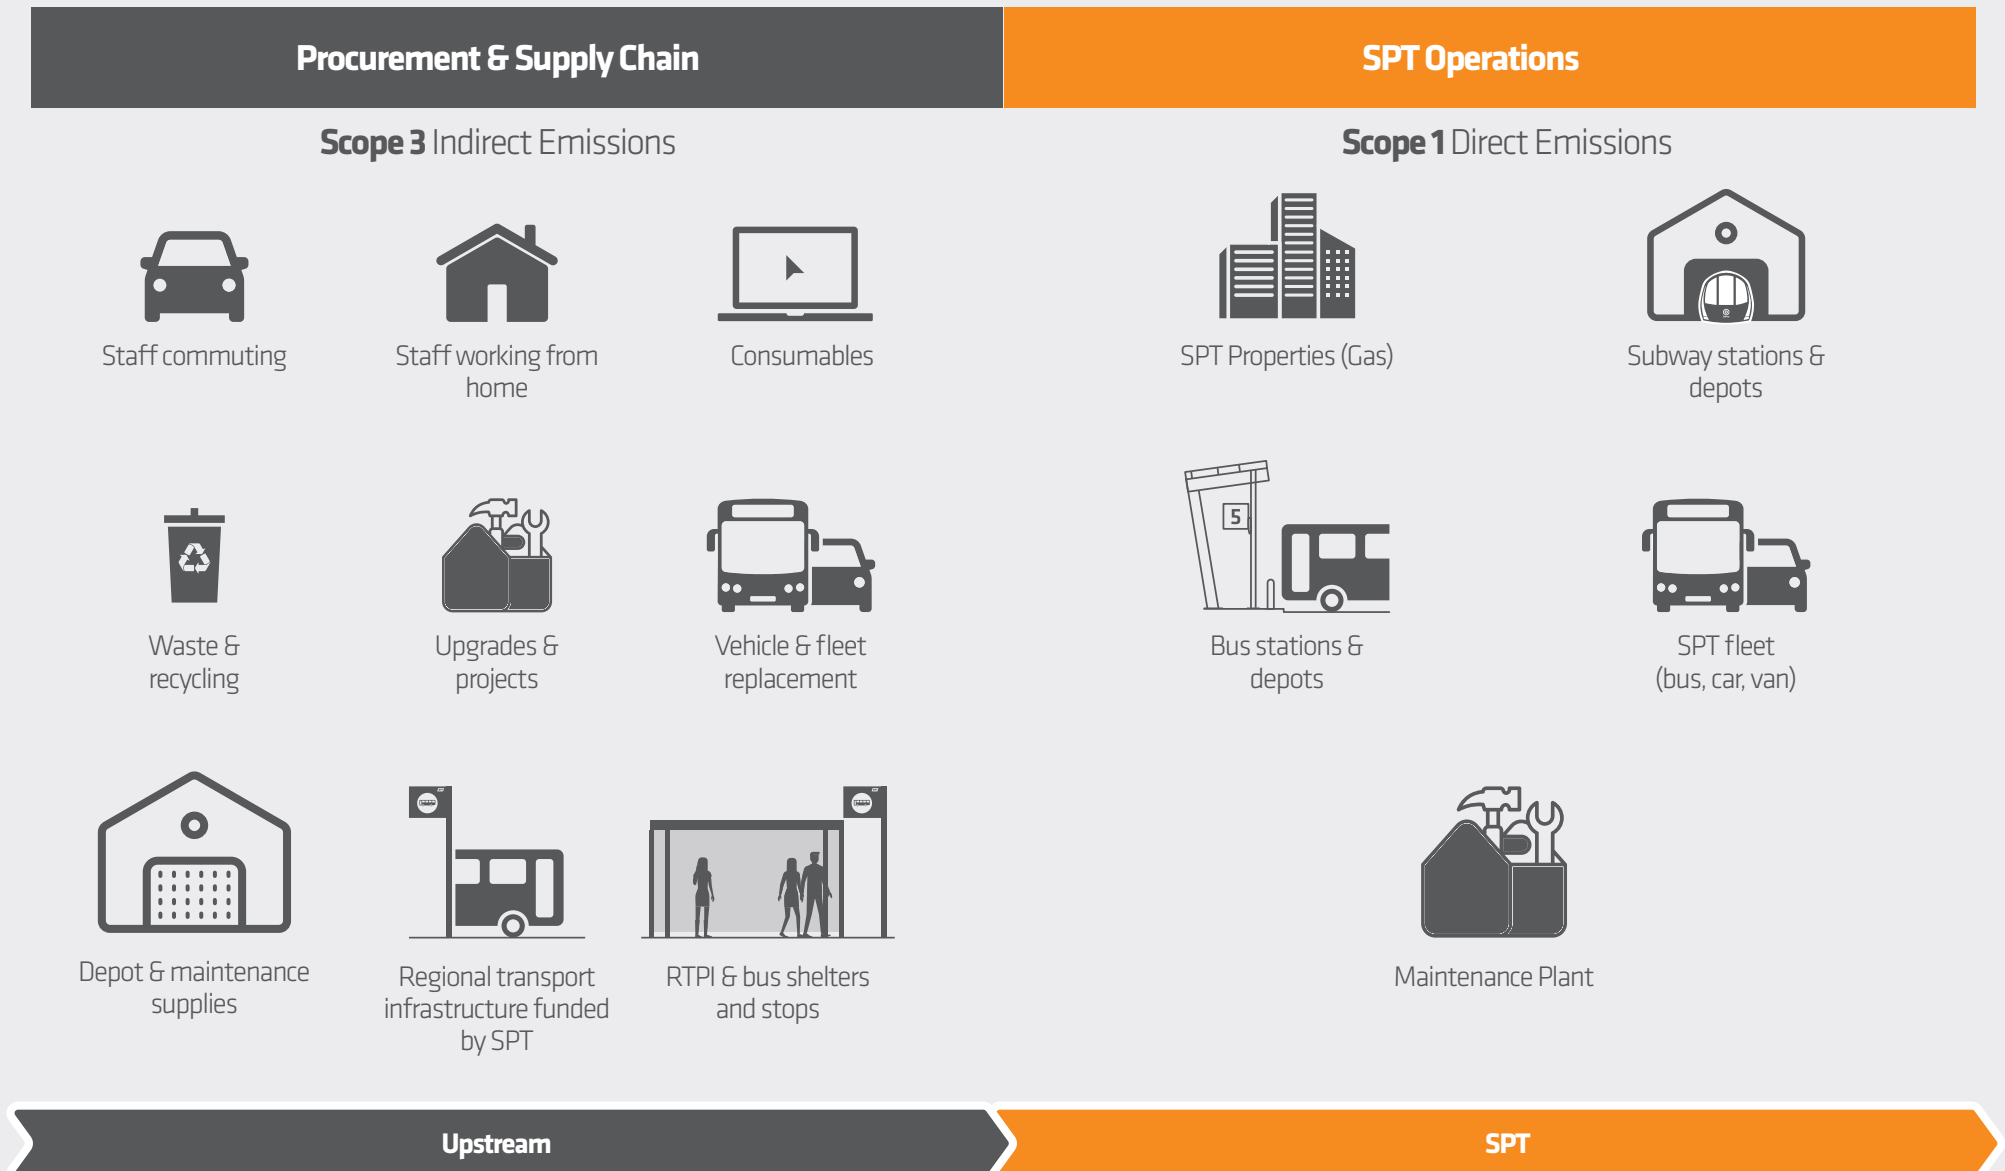 Procurement & Supply Chain
SPT Operations
Scope 3 Indirect Emissions
Scope 1 Direct Emissions
Staff commuting
Staff working from
home
Consumables
SPT Properties (Gas)
Subway stations &
depots
5
Waste &
recycling
Upgrades &
projects
Vehicle & fleet
replacement
Bus stations &
depots
SPT fleet
(bus, car, van)
Depot & maintenance
supplies
Regional transport
infrastructure funded
by SPT
RTPI & bus shelters
and stops
Maintenance Plant
Upstream
SPT